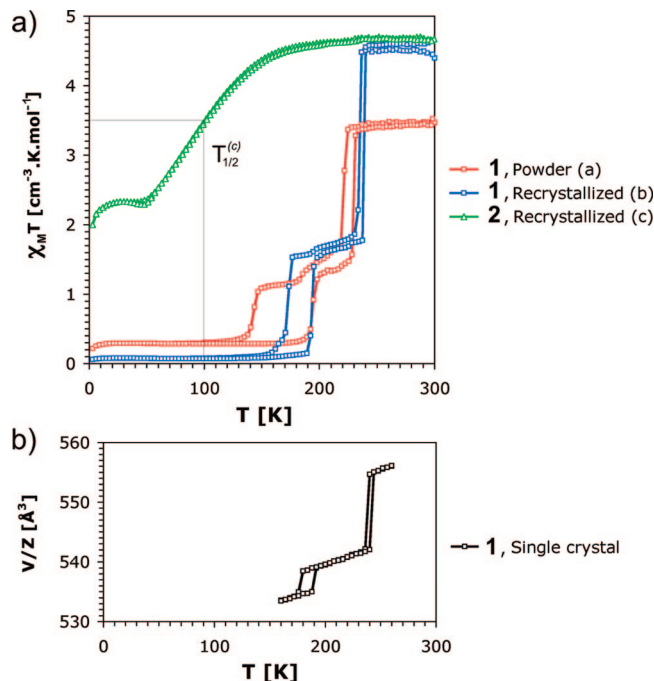 a)
5
4
3
2
1
0
χMT [cm⁻³.K.mol⁻¹]
T1/2(c)
0 100 200 300
T [K]
1, Powder (a)
1, Recrystallized (b)
2, Recrystallized (c)
b)
560
550
540
530
V/z [Å³]
0 100 200 300
T [K]
1, Single crystal